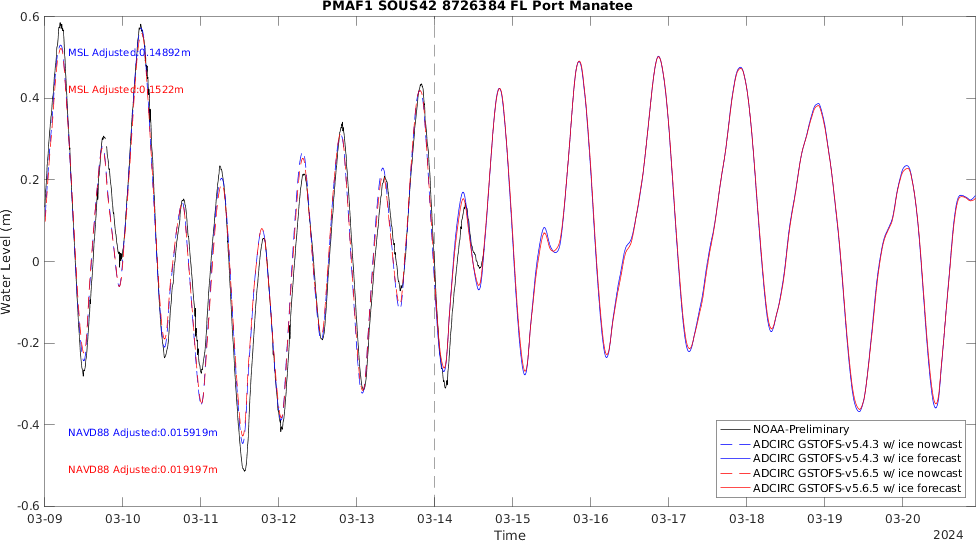 PMAF1 SOUS42 8726384 FL Port Manatee
0.6
MSL Adjusted:0.14892m
MSL Adjusted:0.1522m
0.4
0.2
Water Level (m)
0
-0.2
-0.4
NAVD88 Adjusted:0.015919m
NAVD88 Adjusted:0.019197m
-0.6
NOAA-Preliminary
ADCIRC GSTOFS-v5.4.3 w/ ice nowcast
ADCIRC GSTOFS-v5.4.3 w/ ice forecast
ADCIRC GSTOFS-v5.6.5 w/ ice nowcast
ADCIRC GSTOFS-v5.6.5 w/ ice forecast
03-09 03-10 03-11 03-12 03-13 03-14 03-15 03-16 03-17 03-18 03-19 03-20
Time
2024